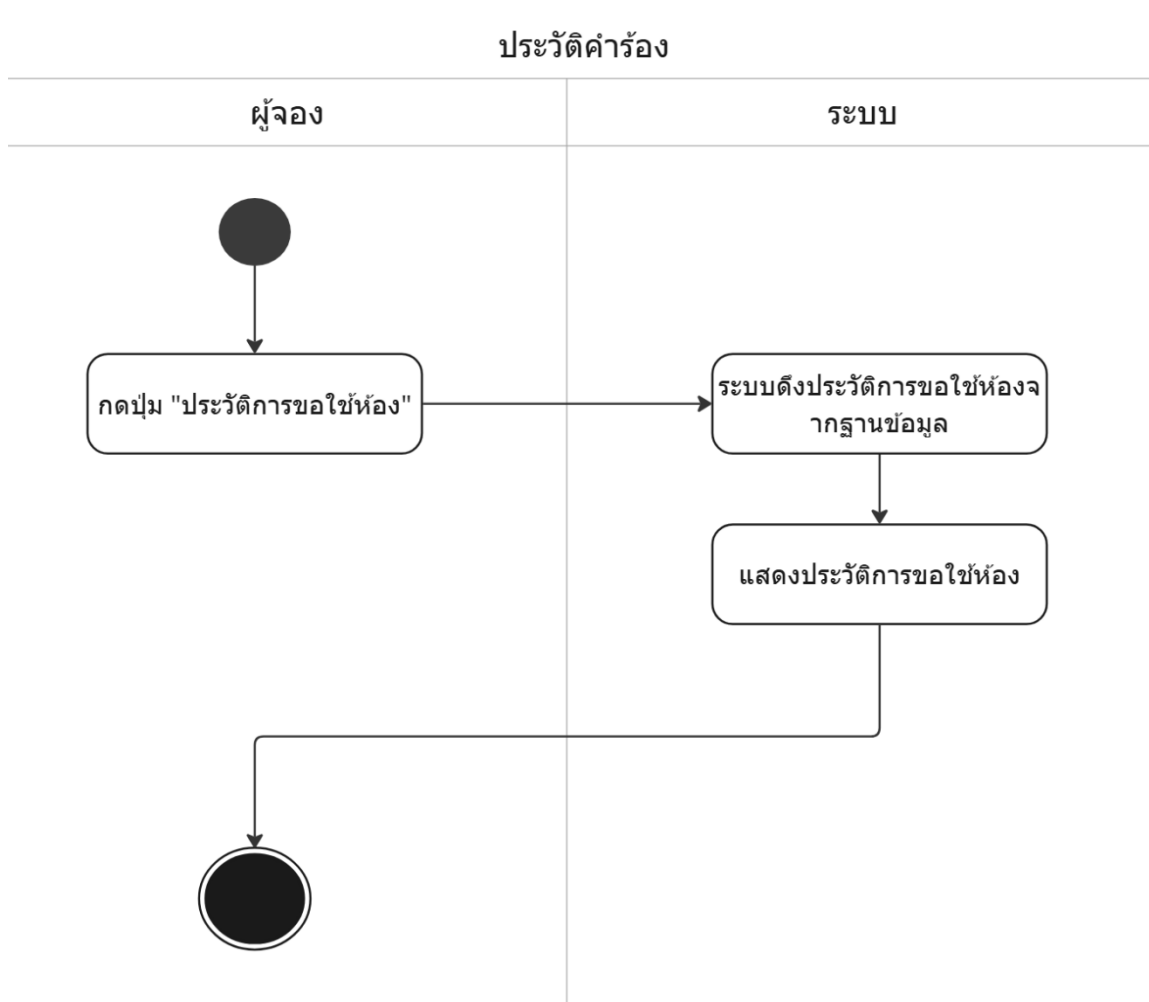 ประวัติคำร้อง
ผู้จอง
ระบบ
กดปุ่ม "ประวัติการขอใช้ห้อง"
ระบบดึงประวัติการขอใช้ห้องจ
ากฐานข้อมูล
แสดงประวัติการขอใช้ห้อง